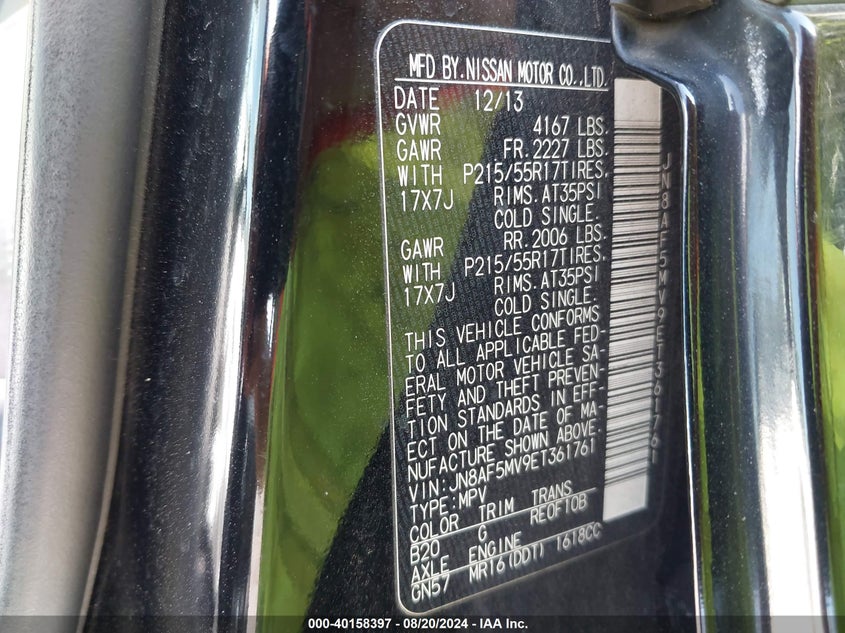 MFD BY.NISSAN MOTOR CO.,LTD.
DATE 12/13
GVWR 4167 LBS.
GAWR FR.2227 LBS.
WITH P215/55R17TIRES.
17X7J RIMS.AT35PSI
COLD SINGLE.
GAWR RR.2006 LBS.
WITH P215/55R17TIRES.
17X7J RIMS.AT35PSI
COLD SINGLE.
THIS VEHICLE CONFORMS
TO ALL APPLICABLE FED-
ERAL MOTOR VEHICLE SA-
FETY AND THEFT PREVEN-
TION STANDARDS IN EFF-
ECT ON THE DATE OF MA-
NUFACTURE SHOWN ABOVE.
VIN:JN8AF5MV9ET361761
TYPE:MPV
COLOR TRIM TRANS
B20 G RE0F10B
AXLE ENGINE
GN57 MR16(DDT) 1618CC
JN8AF5MV9ET361761
000-40158397 - 08/20/2024 - IAA Inc.